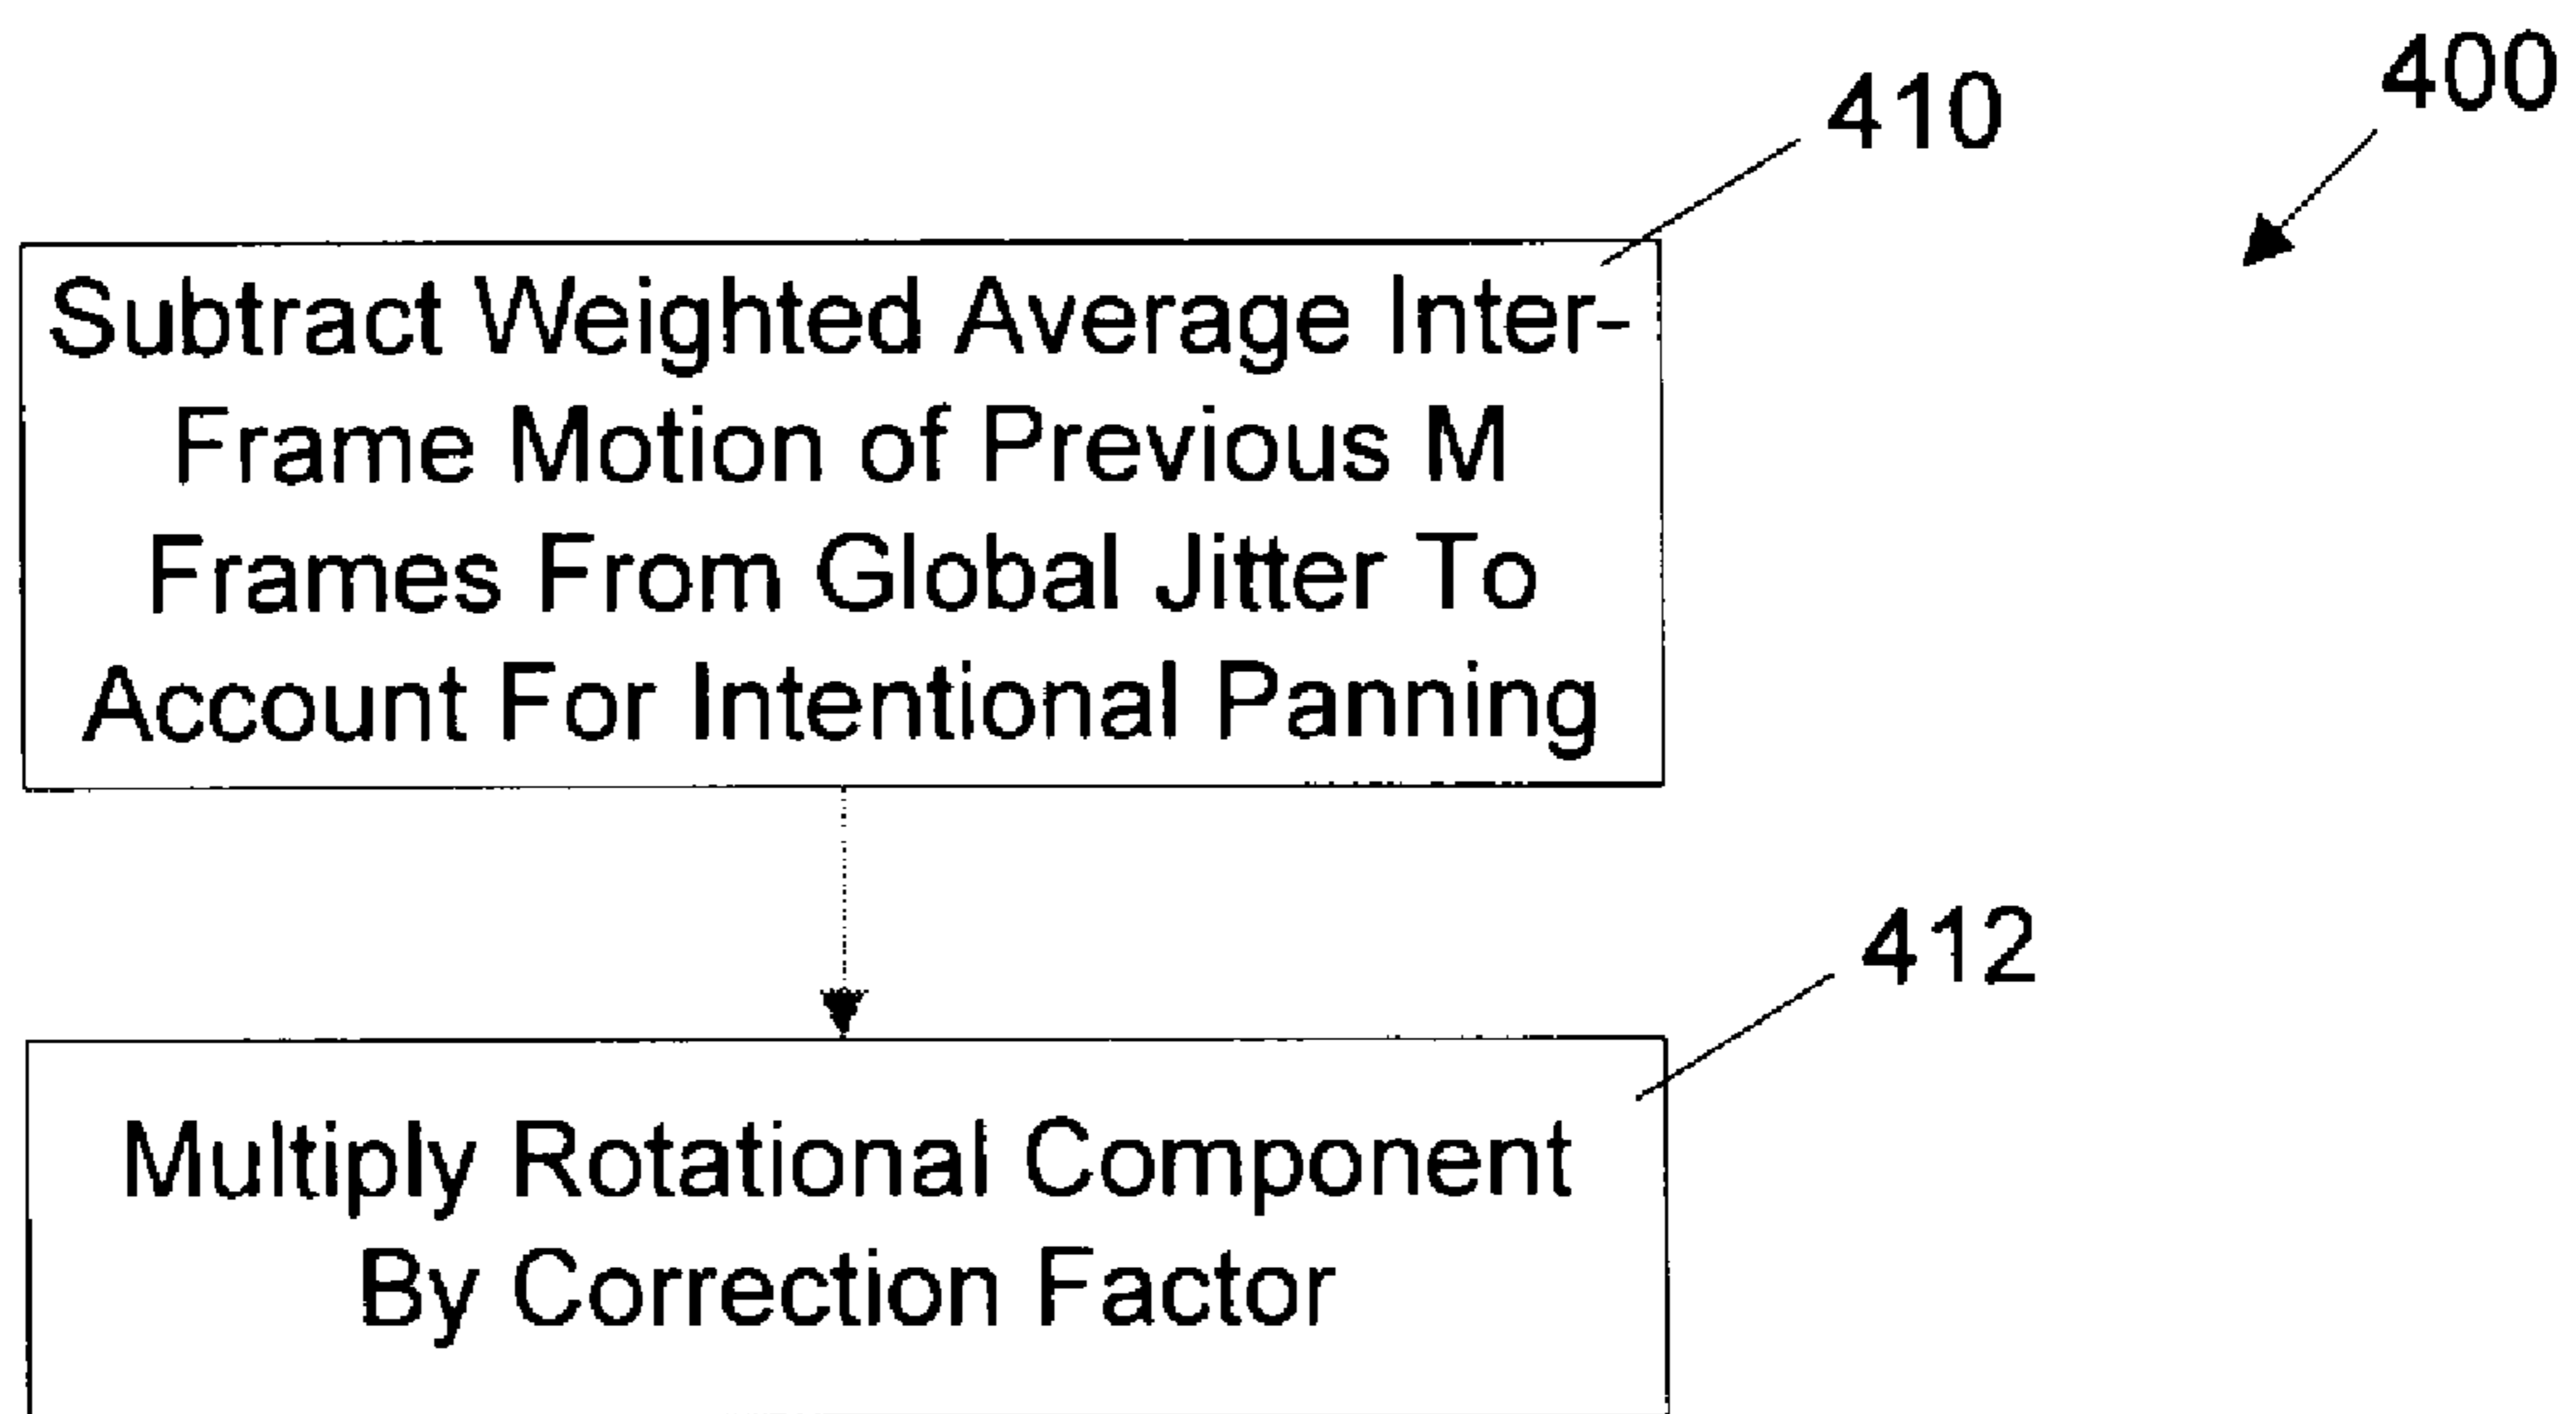 400
410
Subtract Weighted Average Inter-
Frame Motion of Previous M
Frames From Global Jitter To
Account For Intentional Panning
412
Multiply Rotational Component
By Correction Factor